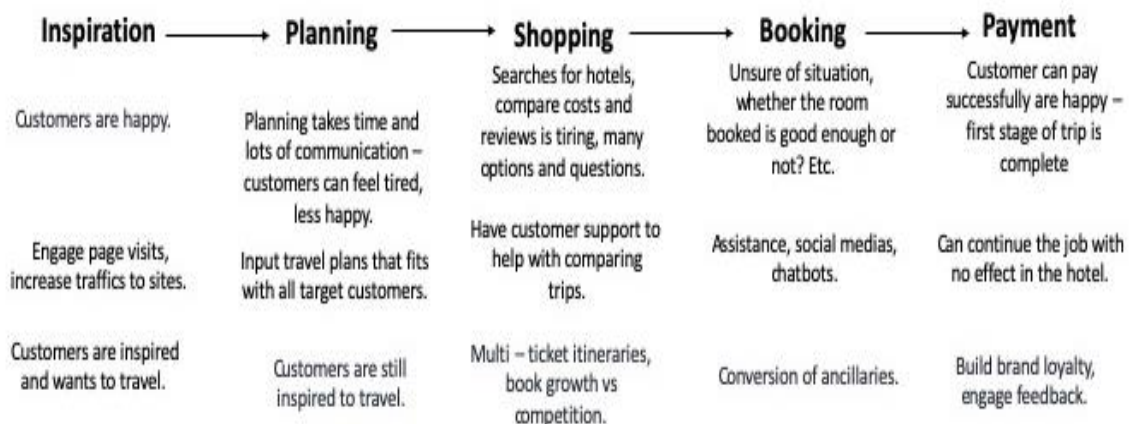 Inspiration
Planning
Shopping
Booking
Payment
Customers are happy.
Planning takes time and
lots of communication –
customers can feel tired,
less happy.
Searches for hotels,
compare costs and
reviews is tiring, many
options and questions.
Unsure of situation,
whether the room
booked is good enough or
not? Etc.
Customer can pay
successfully are happy –
first stage of trip is
complete
Engage page visits,
increase traffics to sites.
Input travel plans that fits
with all target customers.
Have customer support to
help with comparing
trips.
Assistance, social medias,
chatbots.
Can continue the job with
no effect in the hotel.
Customers are inspired
and wants to travel.
Customers are still
inspired to travel.
Multi – ticket itineraries,
book growth vs
competition.
Conversion of ancillaries.
Build brand loyalty,
engage feedback.